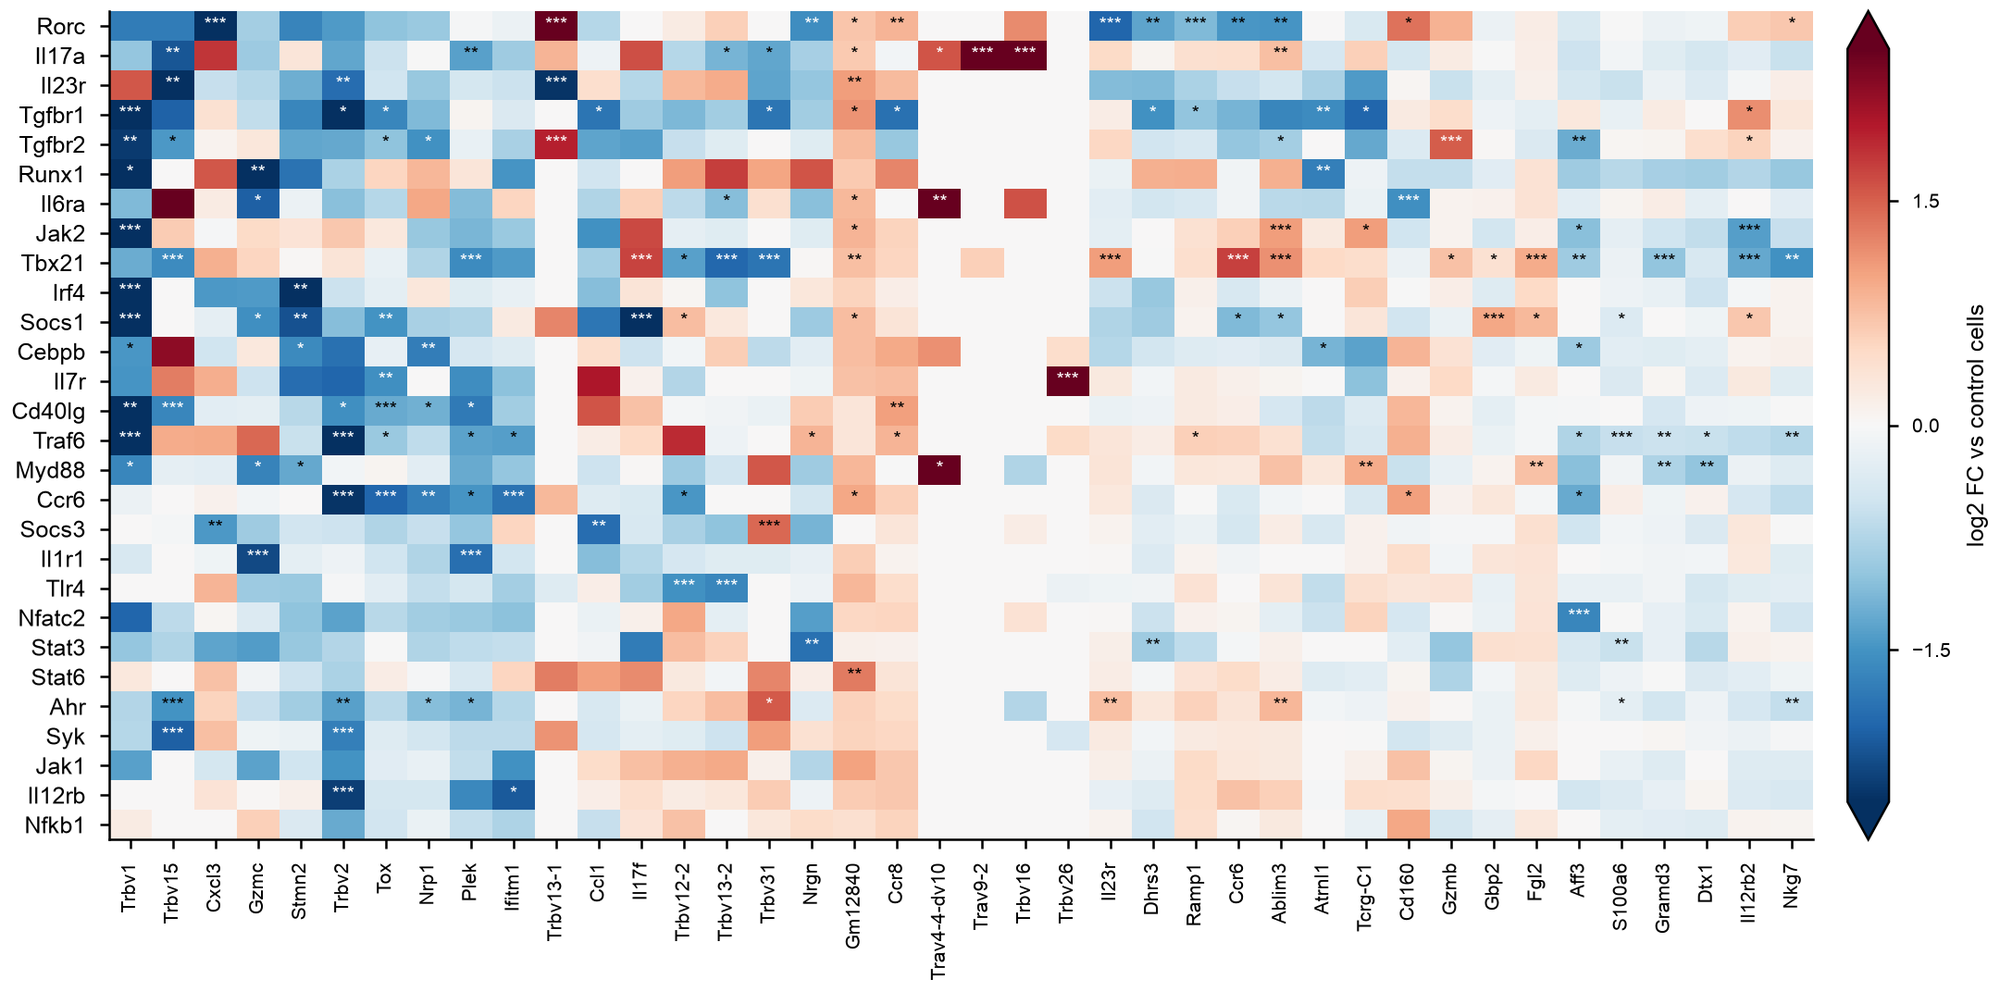 Rorc
Il17a
Il23r
Tgfbr1
Tgfbr2
Runx1
Il6ra
Jak2
Tbx21
Irf4
Socs1
Cebpb
Il7r
Cd40lg
Traf6
Myd88
Ccr6
Socs3
Il1r1
Tlr4
Nfatc2
Stat3
Stat6
Ahr
Syk
Jak1
Il12rb
Nfkb1
Trbv1
Trbv15
Cxcl3
Gzmc
Stmn2
Trbv2
Tox
Nrp1
Plek
Ifitm1
Trbv13-1
Ccl1
Il17f
Trbv12-2
Trbv13-2
Trbv31
Nrgn
Gm12840
Ccr8
Trav4-4-dv10
Trav9-2
Trbv16
Trbv26
Il23r
Dhrs3
Ramp1
Ccr6
Ablim3
Atrnl1
Tcrg-C1
Cd160
Gzmb
Gbp2
Fgl2
Aff3
S100a6
Gramd3
Dtx1
Il12rb2
Nkg7
1.5
0.0
−1.5
log2 FC vs control cells